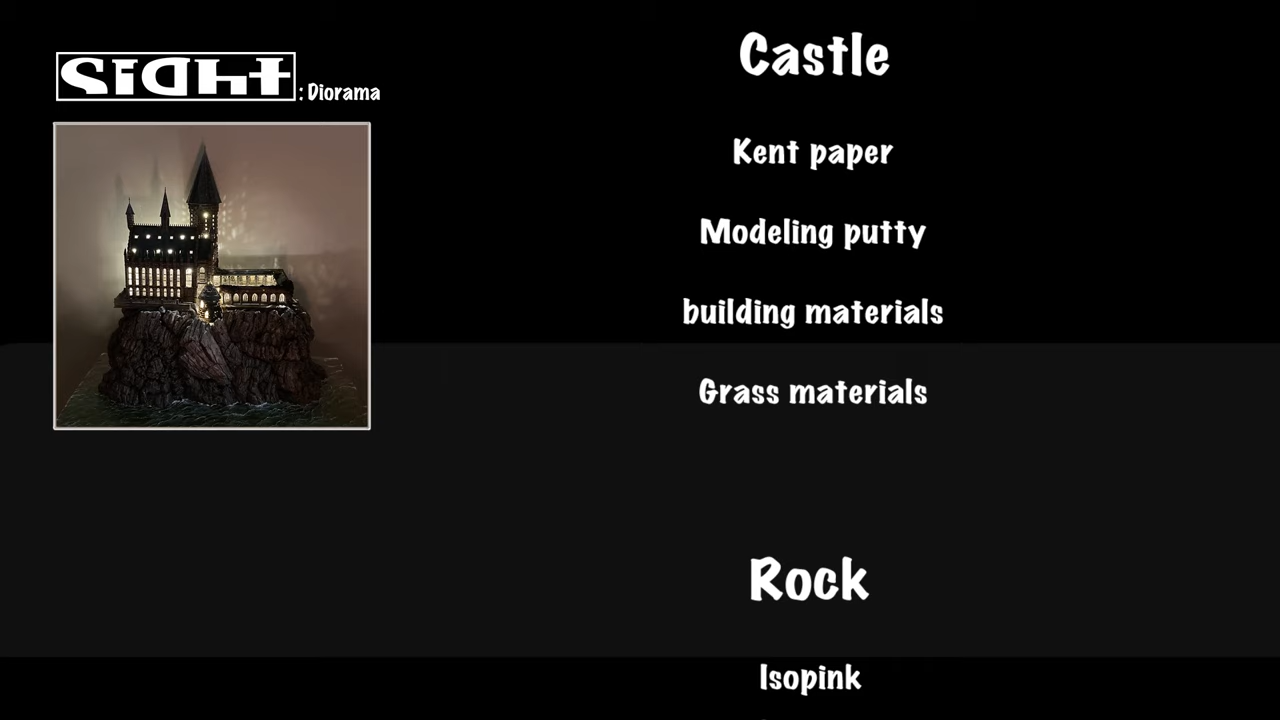 Sight
: Diorama
Castle
Kent paper
Modeling putty
building materials
Grass materials
Rock
Isopink